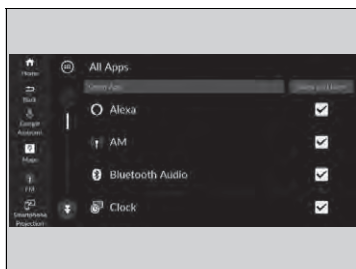 Home
All Apps
Back
Alexa
Google
Assistant
AM
Maps
Bluetooth Audio
FM
Clock
Smartphone
Projection